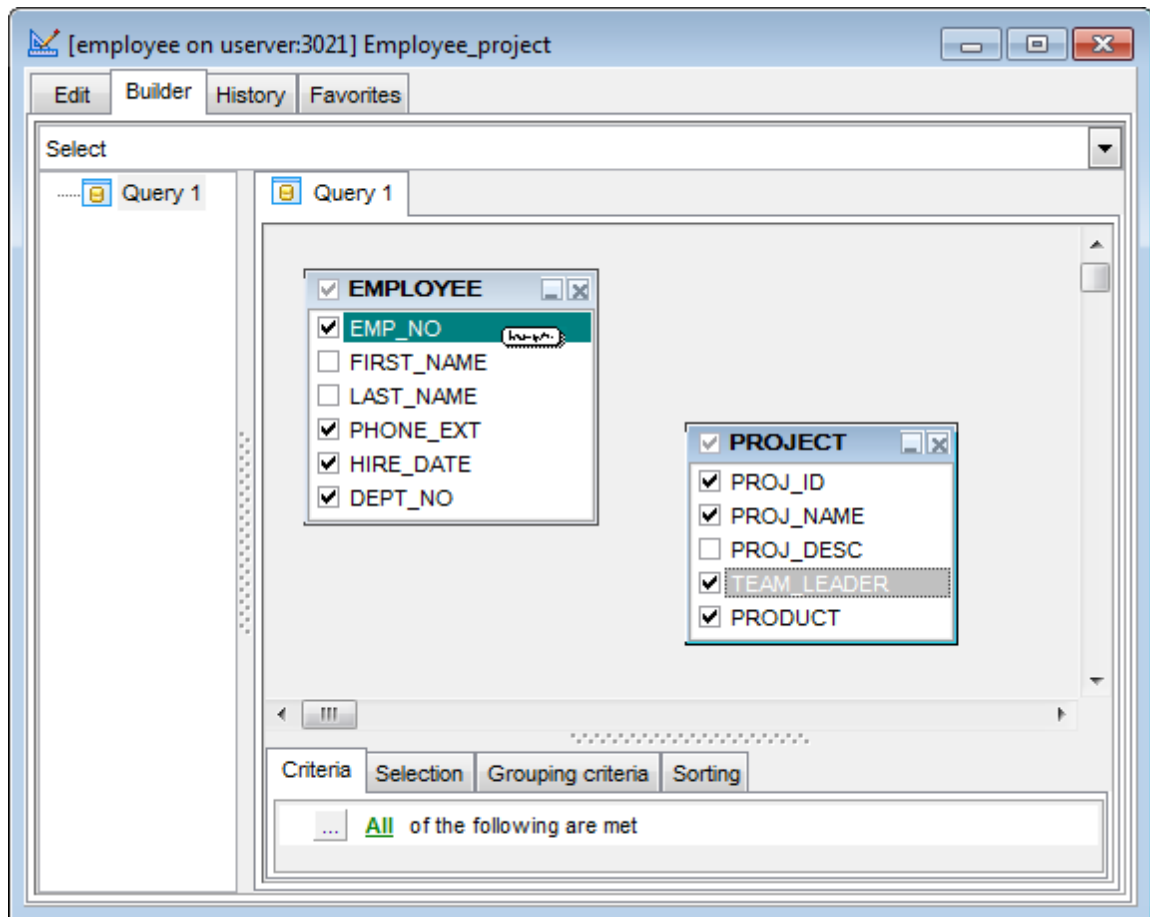 [employee on userver:3021] Employee_project
Edit Builder History Favorites
Select
Query 1
Query 1
EMPLOYEE
EMP_NO
FIRST_NAME
LAST_NAME
PHONE_EXT
HIRE_DATE
DEPT_NO
PROJECT
PROJ_ID
PROJ_NAME
PROJ_DESC
TEAM_LEADER
PRODUCT
Criteria Selection Grouping criteria Sorting
... All of the following are met